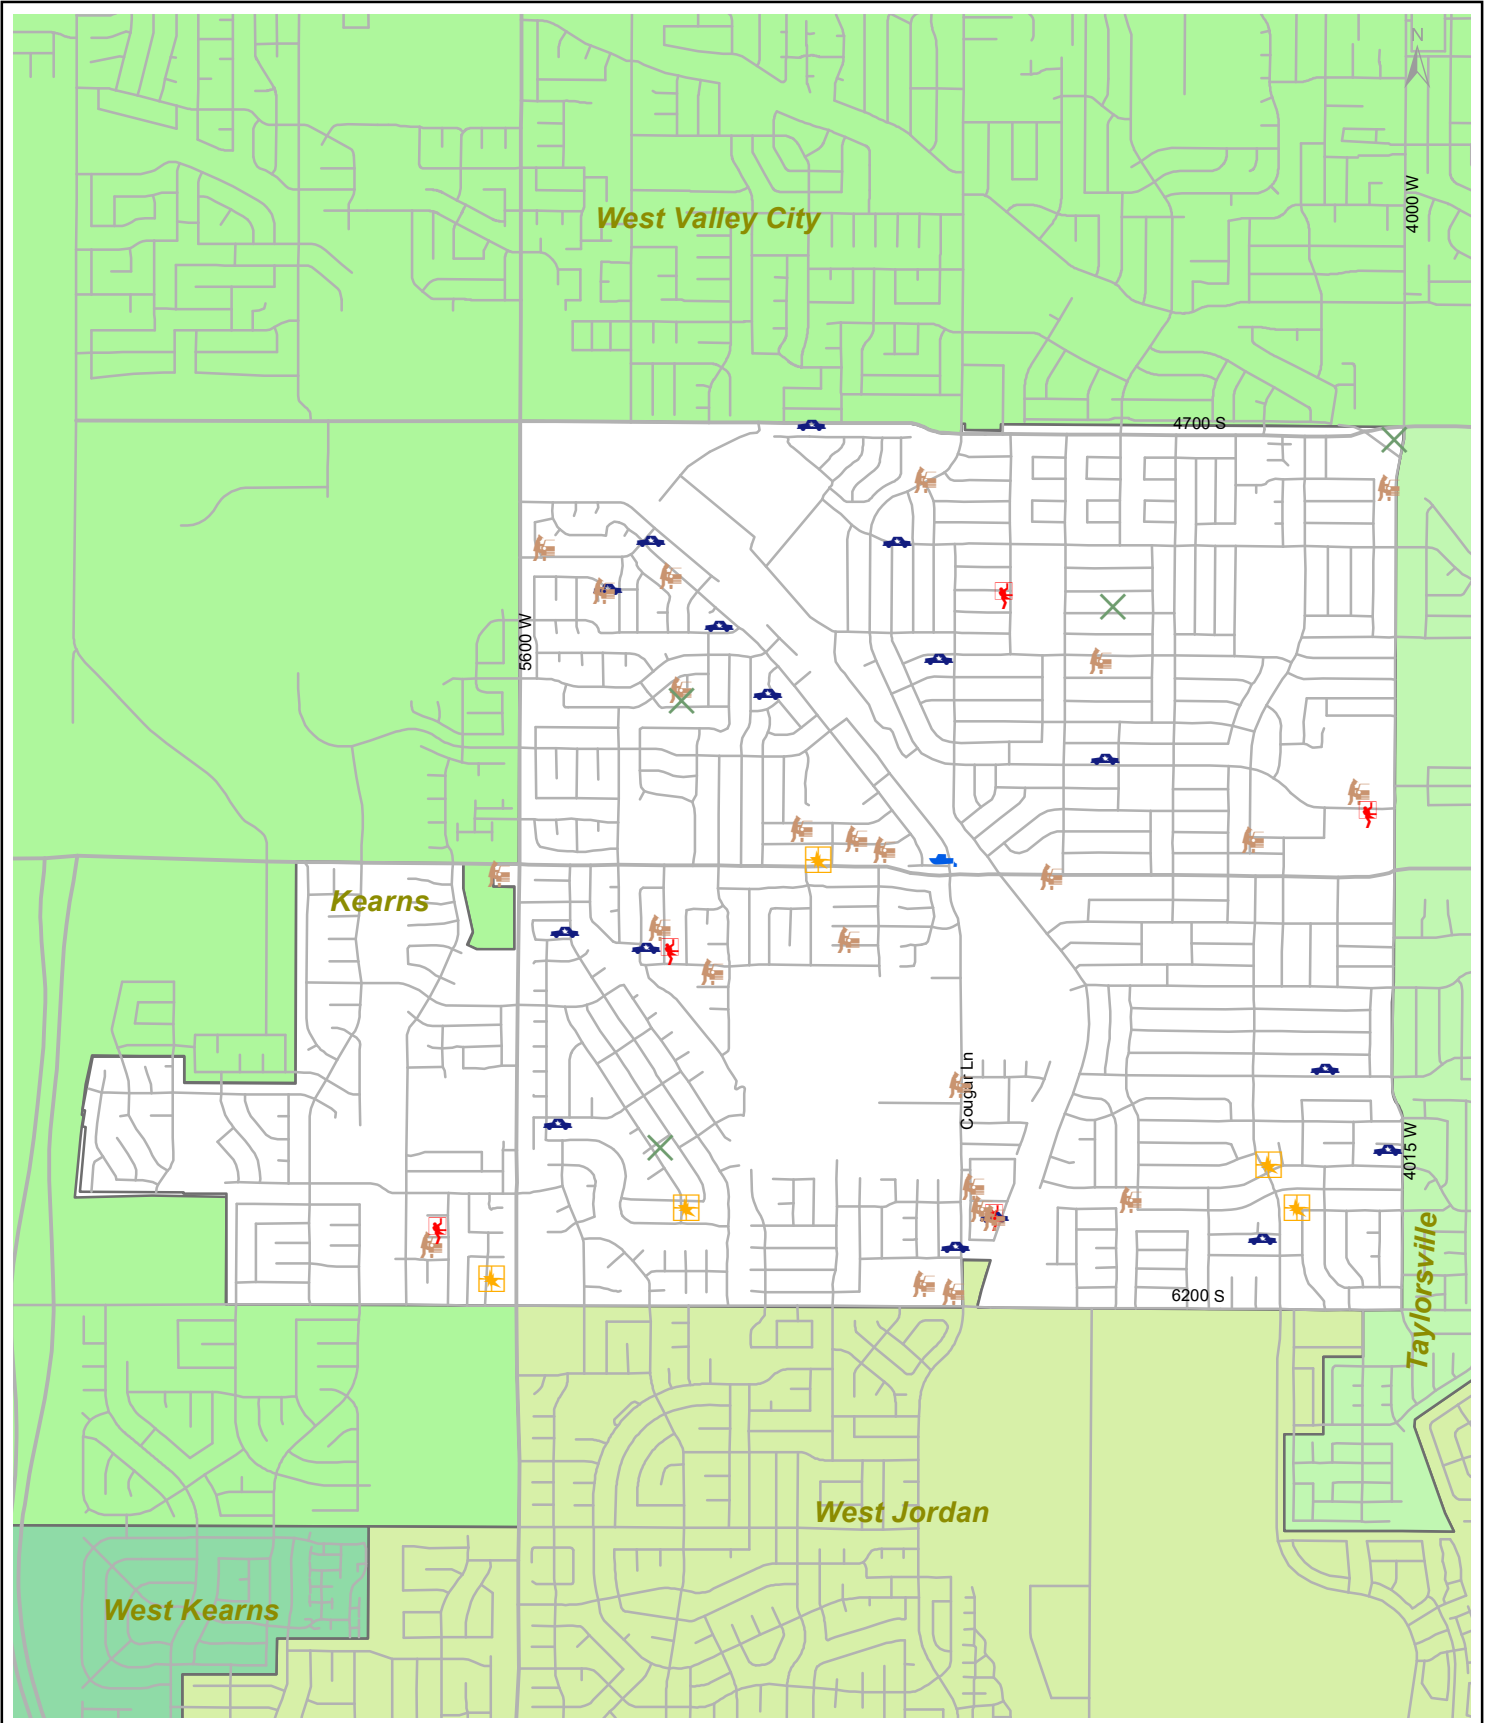 N
4000 W
West Valley City
4700 S
5600 W
Kearns
Cougar Ln
4015 W
Taylorsville
6200 S
West Jordan
West Kearns